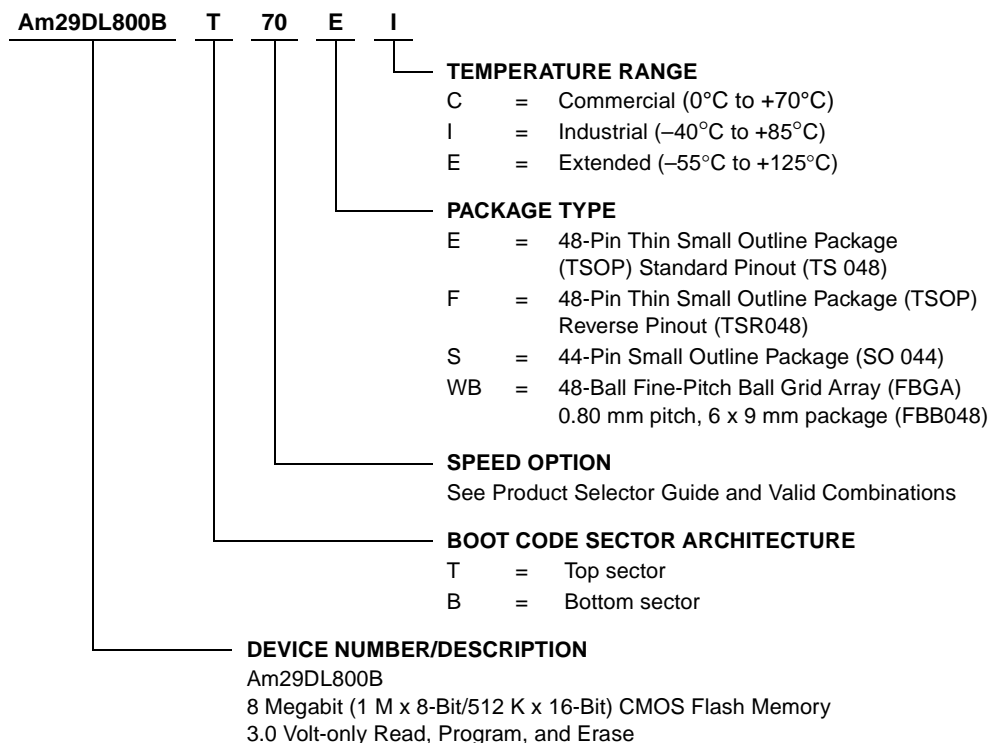 Am29DL800B T 70 E I
TEMPERATURE RANGE
C = Commercial (0°C to +70°C)
I = Industrial (–40°C to +85°C)
E = Extended (–55°C to +125°C)
PACKAGE TYPE
E = 48-Pin Thin Small Outline Package
(TSOP) Standard Pinout (TS 048)
F = 48-Pin Thin Small Outline Package (TSOP)
Reverse Pinout (TSR048)
S = 44-Pin Small Outline Package (SO 044)
WB = 48-Ball Fine-Pitch Ball Grid Array (FBGA)
0.80 mm pitch, 6 x 9 mm package (FBB048)
SPEED OPTION
See Product Selector Guide and Valid Combinations
BOOT CODE SECTOR ARCHITECTURE
T = Top sector
B = Bottom sector
DEVICE NUMBER/DESCRIPTION
Am29DL800B
8 Megabit (1 M x 8-Bit/512 K x 16-Bit) CMOS Flash Memory
3.0 Volt-only Read, Program, and Erase